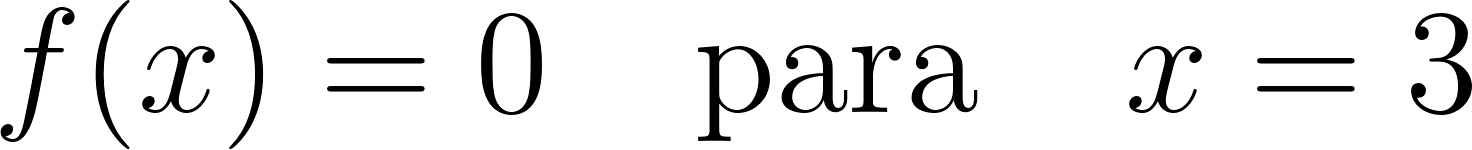 f(x) = 0 para x = 3